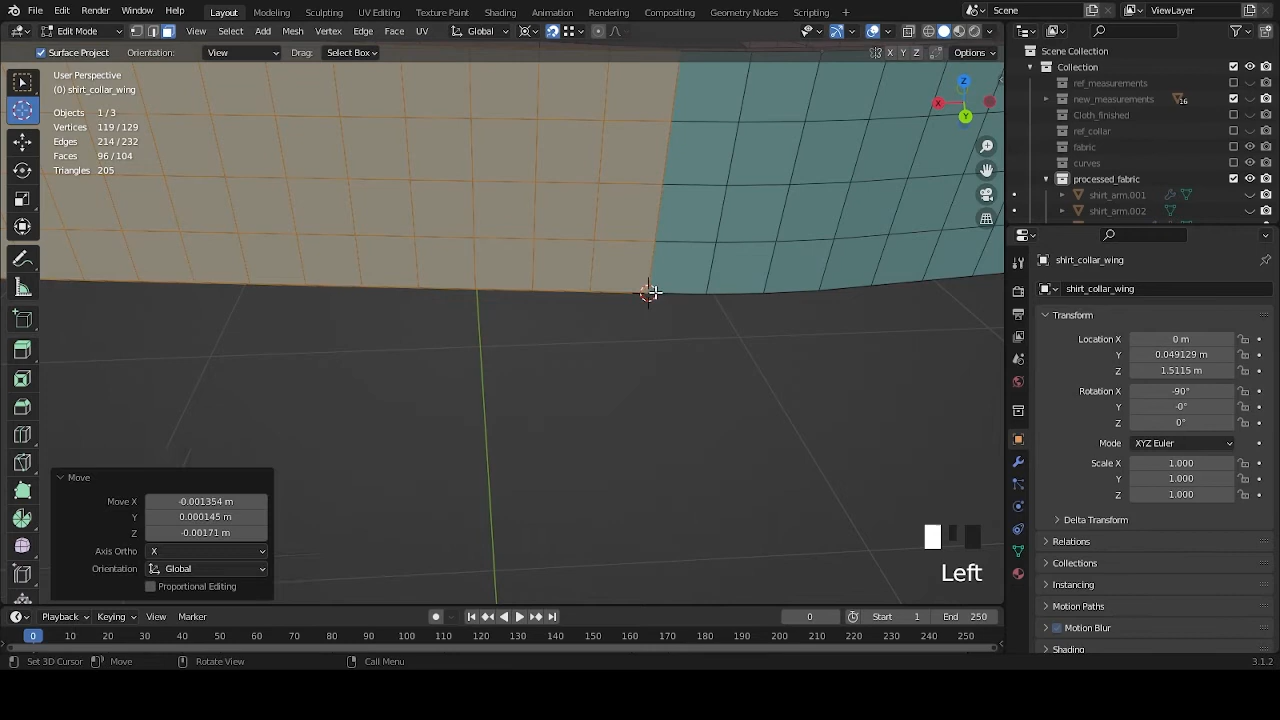 File Edit Render Window Help Layout Modeling Sculpting UV Editing Texture Paint Shading Animation Rendering Compositing Geometry Nodes Scripting + Scene ViewLayer
Edit Mode View Select Add Mesh Vertex Edge Face UV Global
Surface Project Orientation: View Drag: Select Box X Y Z Options
User Perspective
(0) shirt_collar_wing
Objects 1 / 3
Vertices 119 / 129
Edges 214 / 232
Faces 96 / 104
Triangles 205
Z
X
Y
Scene Collection
Collection
ref_measurements
new_measurements 16
Cloth_finished
ref_collar
fabric
curves
processed_fabric
shirt_arm.001
shirt_arm.002
shirt_collar_wing
shirt_collar_wing
Transform
Location X 0 m
Y 0.049129 m
Z 1.5115 m
Rotation X -90°
Y -0°
Z 0°
Mode XYZ Euler
Scale X 1.000
Y 1.000
Z 1.000
Delta Transform
Relations
Collections
Instancing
Motion Paths
Motion Blur
Shading
Move
Move X -0.001354 m
Y 0.000145 m
Z -0.00171 m
Axis Ortho X
Orientation Global
Proportional Editing
Left
Playback Keying View Marker 0 Start 1 End 250
0 10 20 30 40 50 60 70 80 90 100 110 120 130 140 150 160 170 180 190 200 210 220 230 240 250
Set 3D Cursor Move Rotate View Call Menu 3.1.2